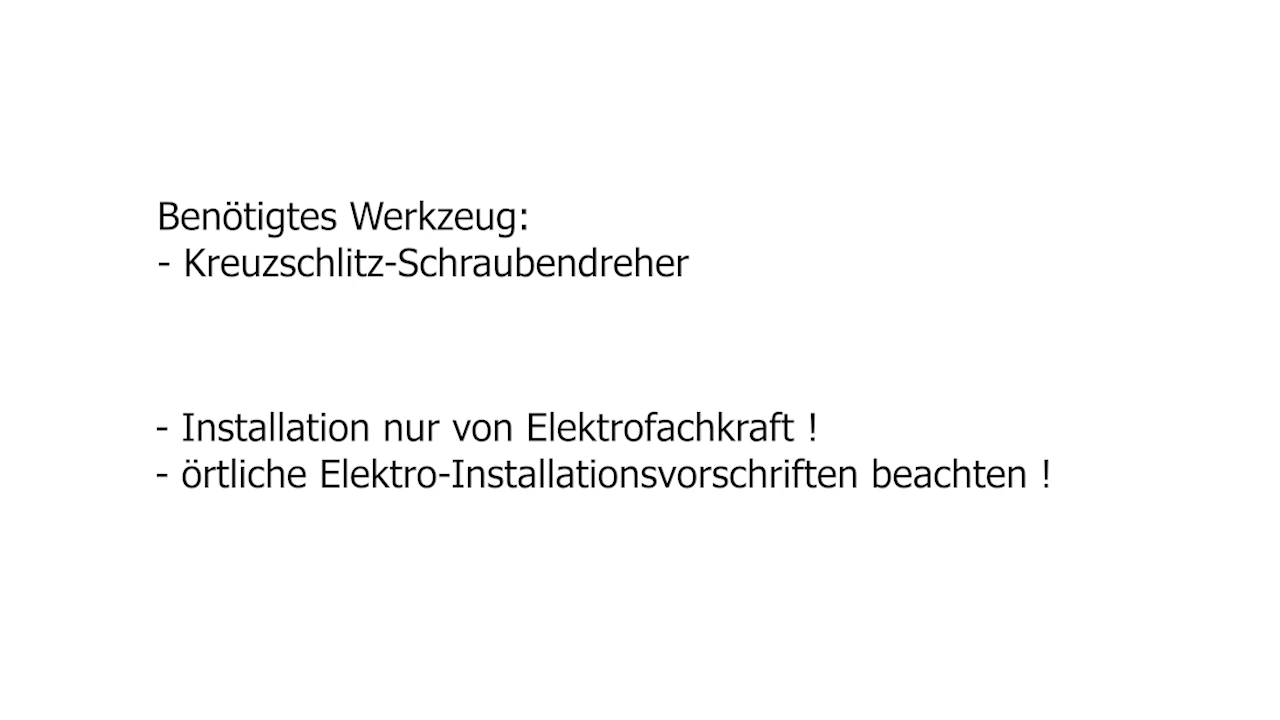 Benötigtes Werkzeug:
- Kreuzschlitz-Schraubendreher
- Installation nur von Elektrofachkraft !
- örtliche Elektro-Installationsvorschriften beachten !